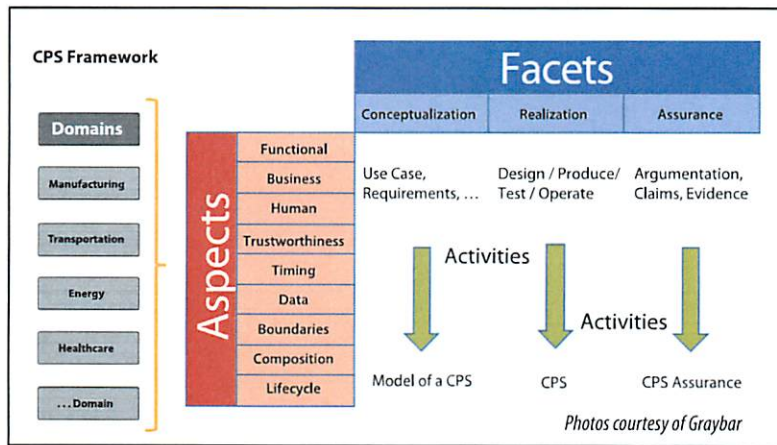 CPS Framework
Domains
Manufacturing
Transportation
Energy
Healthcare
...Domain
Aspects
Functional
Business
Human
Trustworthiness
Timing
Data
Boundaries
Composition
Lifecycle
Facets
Conceptualization
Realization
Assurance
Use Case,
Requirements, ...
Design / Produce/
Test / Operate
Argumentation,
Claims, Evidence
Activities
Activities
Model of a CPS
CPS
CPS Assurance
Photos courtesy of Graybar